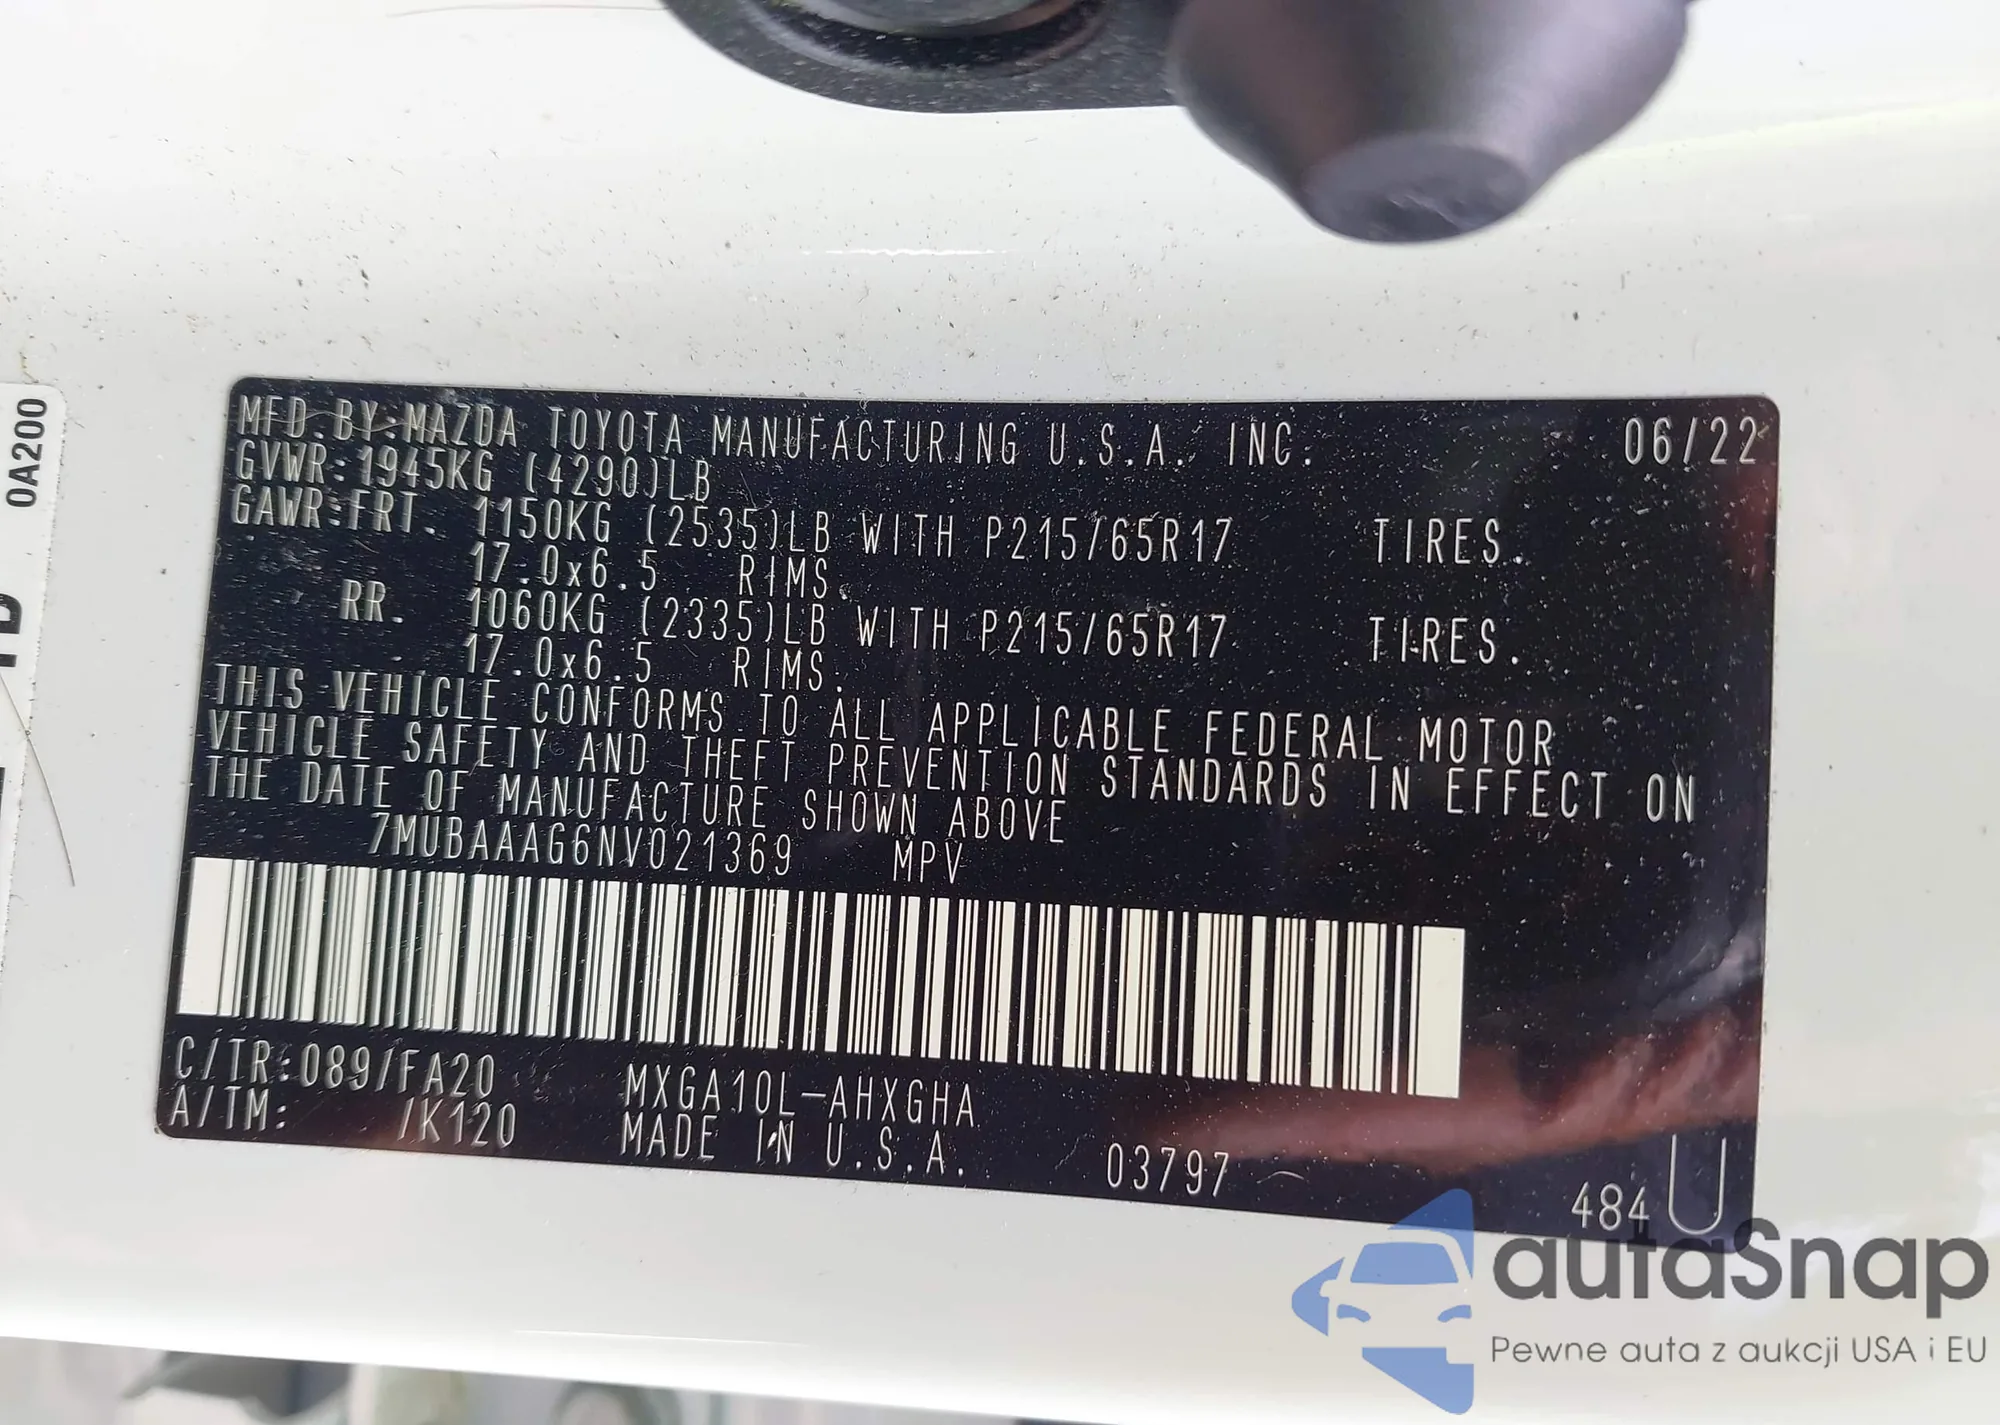 MFD.BY:MAZDA TOYOTA MANUFACTURING U.S.A. INC. 06/22
GVWR:1945KG (4290)LB
GAWR:FRT. 1150KG (2535)LB WITH P215/65R17 TIRES.
17.0x6.5 RIMS.
RR. 1060KG (2335)LB WITH P215/65R17 TIRES.
17.0x6.5 RIMS.
THIS VEHICLE CONFORMS TO ALL APPLICABLE FEDERAL MOTOR
VEHICLE SAFETY AND THEFT PREVENTION STANDARDS IN EFFECT ON
THE DATE OF MANUFACTURE SHOWN ABOVE
7MUBAAAG6NV021369 MPV
C/TR:089/FA20 MXGA10L-AHXGHA
A/TM: /K120 MADE IN U.S.A. 03797 484 U
0A200
autaSnap
Pewne auta z aukcji USA i EU